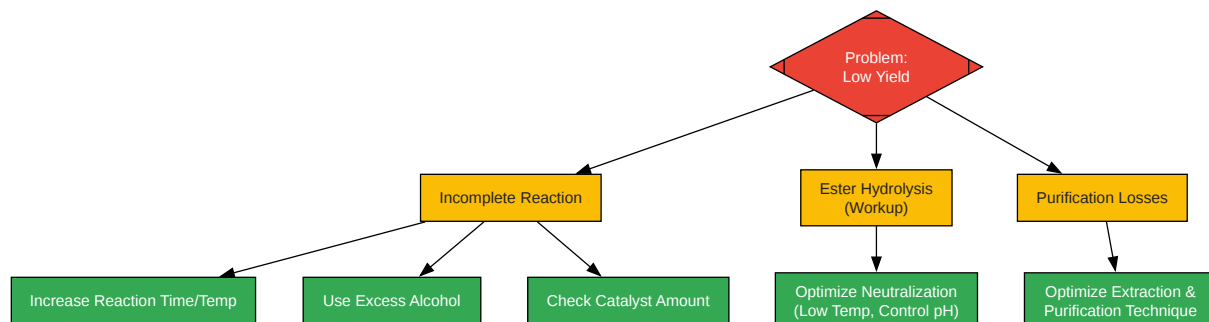 Problem:
Low Yield
Incomplete Reaction
Ester Hydrolysis
(Workup)
Purification Losses
Increase Reaction Time/Temp
Use Excess Alcohol
Check Catalyst Amount
Optimize Neutralization
(Low Temp, Control pH)
Optimize Extraction &
Purification Technique